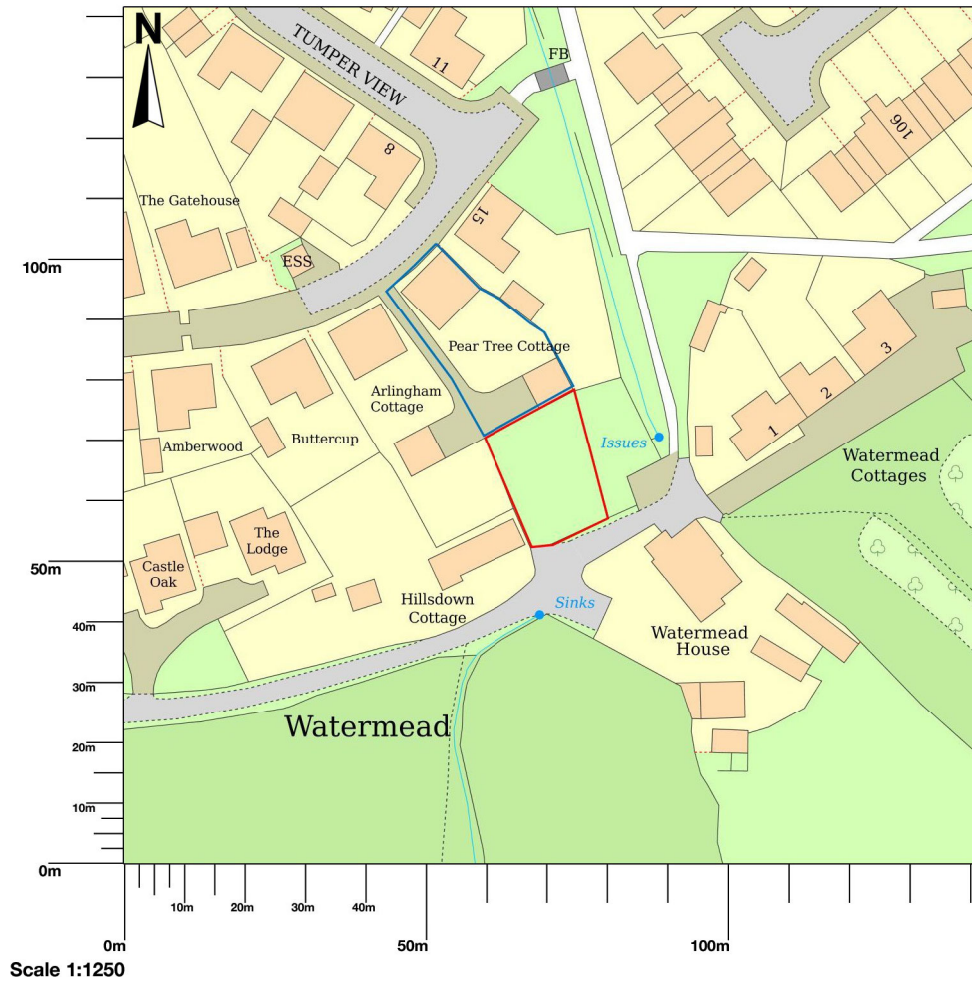 N
TUMPER VIEW
11
FB
8
106
The Gatehouse
15
ESS
100m
Pear Tree Cottage
3
Arlingham
Cottage
2
1
Amberwood
Buttercup
Issues
Watermead
Cottages
The
Lodge
Castle
Oak
50m
Hillsdown
Cottage
Sinks
40m
Watermead
House
30m
Watermead
20m
10m
0m
10m
20m
30m
40m
0m
50m
100m
Scale 1:1250